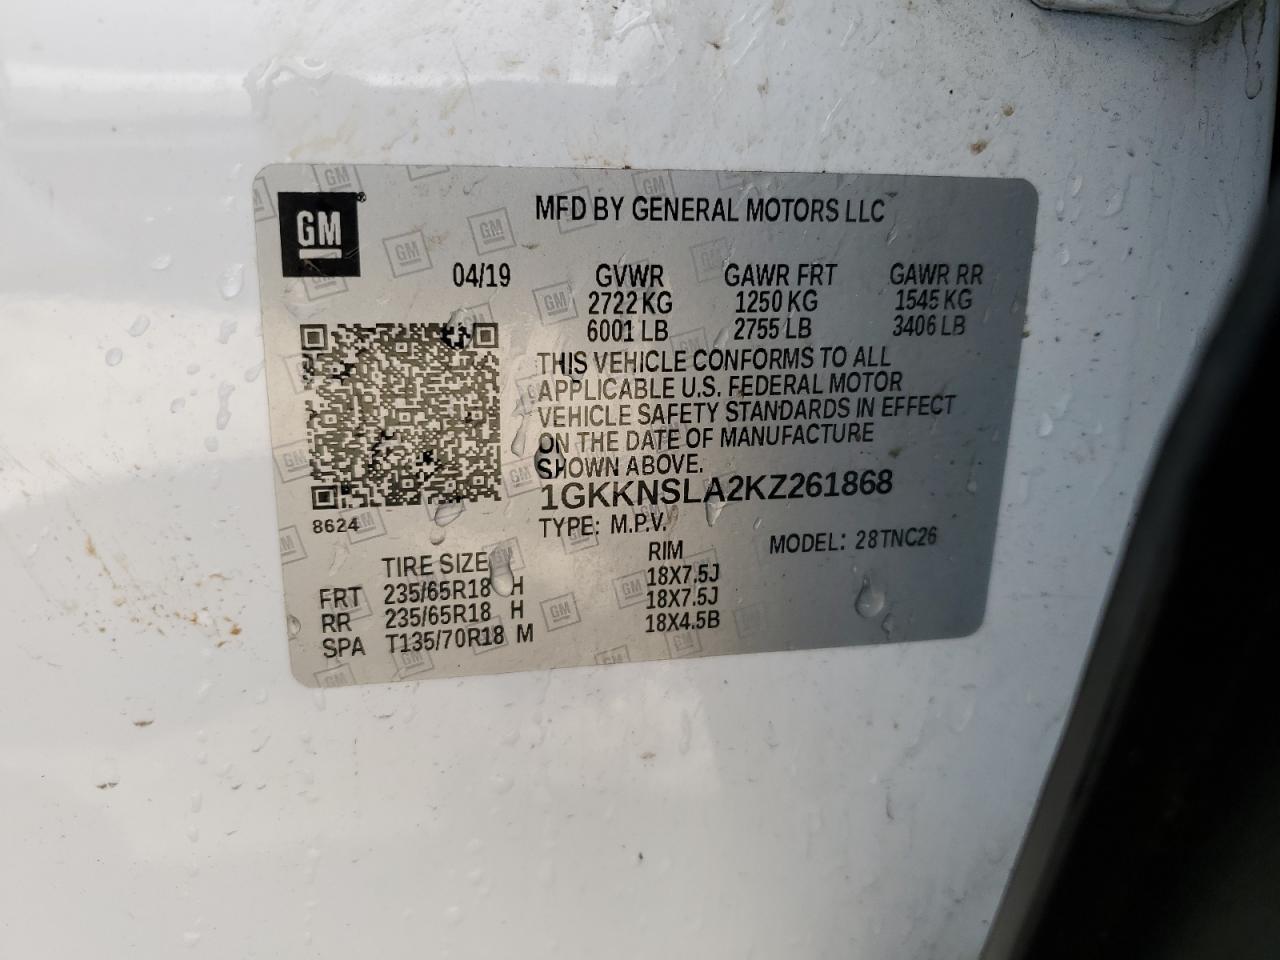 GM
MFD BY GENERAL MOTORS LLC
04/19 GVWR GAWR FRT GAWR RR
2722 KG 1250 KG 1545 KG
6001 LB 2755 LB 3406 LB
THIS VEHICLE CONFORMS TO ALL
APPLICABLE U.S. FEDERAL MOTOR
VEHICLE SAFETY STANDARDS IN EFFECT
ON THE DATE OF MANUFACTURE
SHOWN ABOVE.
1GKKNSLA2KZ261868
8624
TYPE: M.P.V.
MODEL: 28TNC26
TIRE SIZE RIM
FRT 235/65R18 H 18X7.5J
RR 235/65R18 H 18X7.5J
SPA T135/70R18 M 18X4.5B